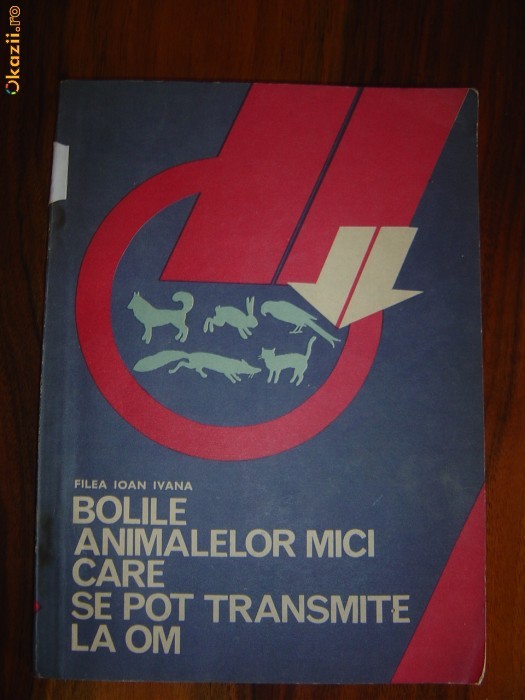 Okazii.ro
FILEA IOAN IVANA
BOLILE
ANIMALELOR MICI
CARE
SE POT TRANSMITE
LA OM